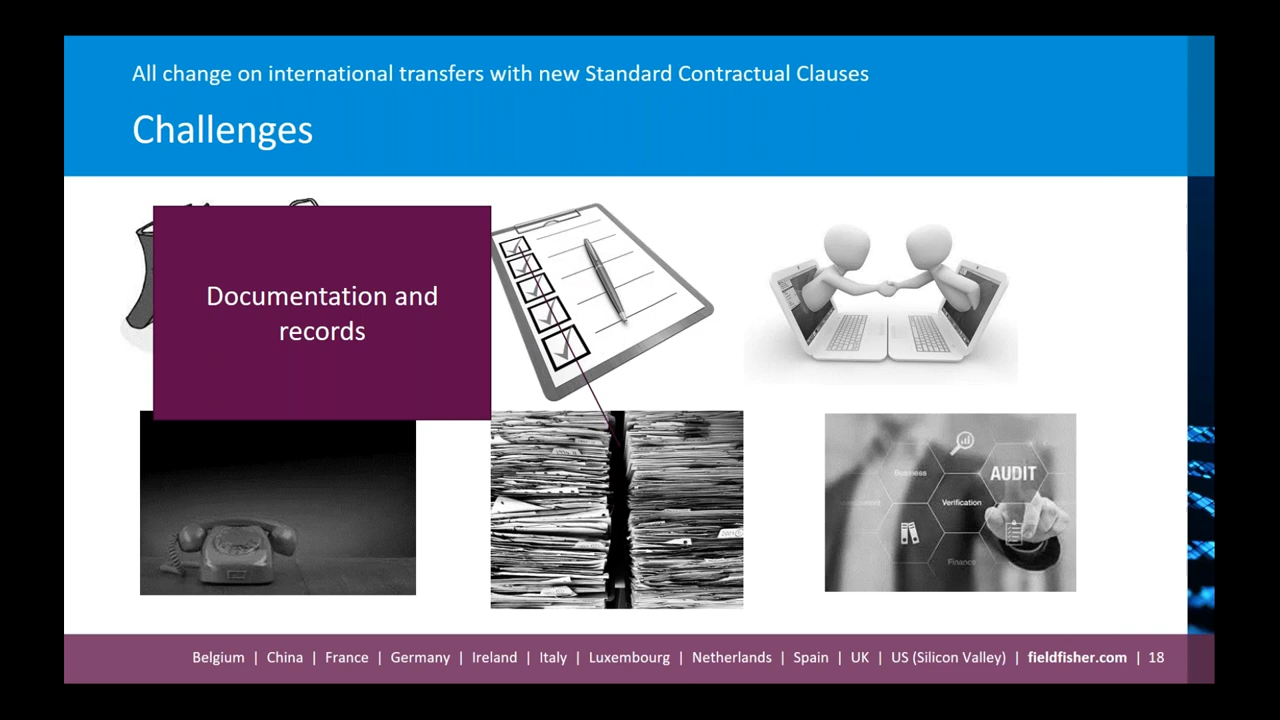 All change on international transfers with new Standard Contractual Clauses
Challenges
Documentation and
records
AUDIT
Business
Verification
Finance
Belgium | China | France | Germany | Ireland | Italy | Luxembourg | Netherlands | Spain | UK | US (Silicon Valley) | fieldfisher.com | 18